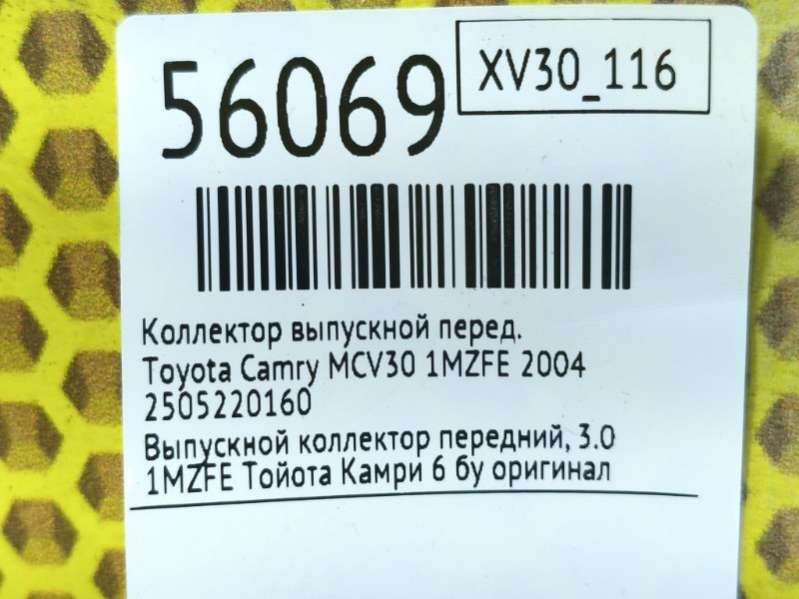 56069
XV30_116
Коллектор выпускной перед.
Toyota Camry MCV30 1MZFE 2004
2505220160
Выпускной коллектор передний, 3.0
1MZFE Тойота Камри 6 бу оригинал